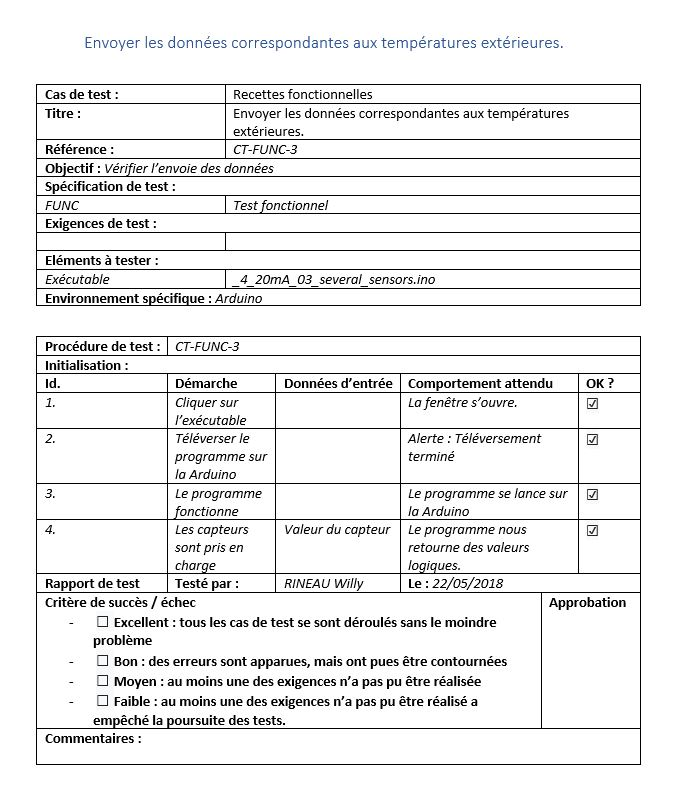 Envoyer les données correspondantes aux températures extérieures.
Cas de test : Recettes fonctionnelles
Titre : Envoyer les données correspondantes aux températures
extérieures.
Référence : CT-FUNC-3
Objectif : Vérifier l’envoie des données
Spécification de test :
FUNC Test fonctionnel
Exigences de test :
Eléments à tester :
Exécutable _4_20mA_03_several_sensors.ino
Environnement spécifique : Arduino
Procédure de test : CT-FUNC-3
Initialisation :
Id. Démarche Données d’entrée Comportement attendu OK ?
1. Cliquer sur La fenêtre s’ouvre. ☑
l’exécutable
2. Téléverser le Alerte : Téléversement ☑
programme sur terminé
la Arduino
3. Le programme Le programme se lance sur ☑
fonctionne la Arduino
4. Les capteurs Valeur du capteur Le programme nous ☑
sont pris en retourne des valeurs
charge logiques.
Rapport de test Testé par : RINEAU Willy Le : 22/05/2018
Critère de succès / échec Approbation
- ☐ Excellent : tous les cas de test se sont déroulés sans le moindre
problème
- ☐ Bon : des erreurs sont apparues, mais ont pues être contournées
- ☐ Moyen : au moins une des exigences n’a pas pu être réalisée
- ☐ Faible : au moins une des exigences n’a pas pu être réalisé a
empêché la poursuite des tests.
Commentaires :